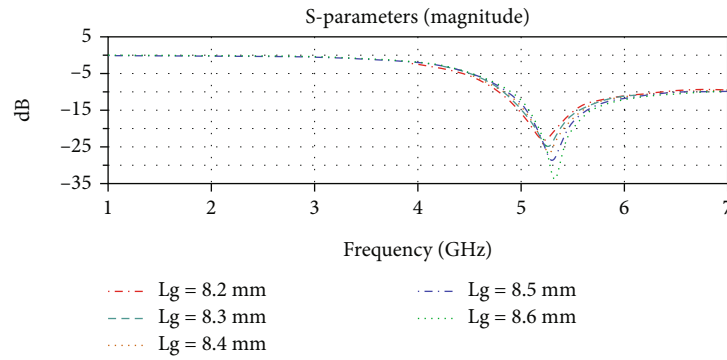 S-parameters (magnitude)
5
−5
−15
−25
−35
dB
1 2 3 4 5 6 7
Frequency (GHz)
Lg = 8.2 mm
Lg = 8.3 mm
Lg = 8.4 mm
Lg = 8.5 mm
Lg = 8.6 mm